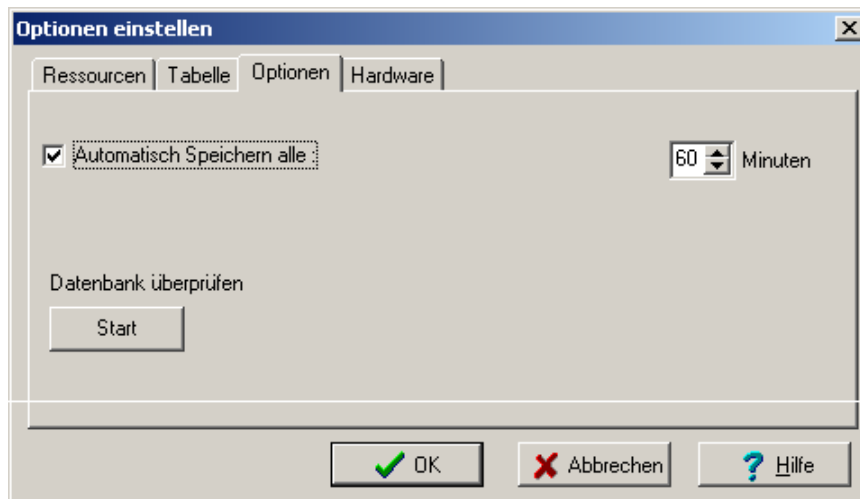 Optionen einstellen
Ressourcen Tabelle Optionen Hardware
Automatisch Speichern alle : 60 Minuten
Datenbank überprüfen
Start
OK Abbrechen Hilfe